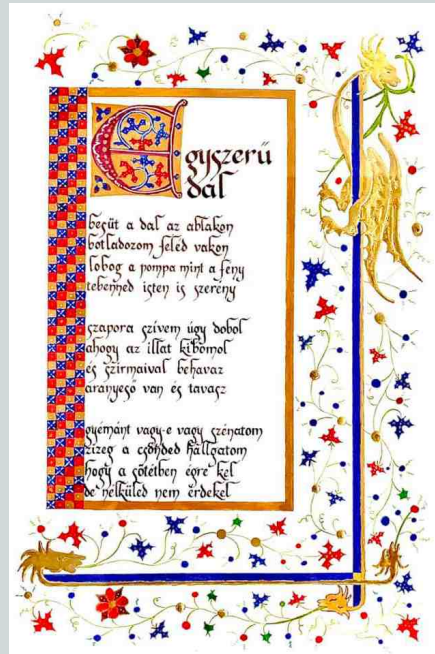 Egyszerű
dal
besüt a dal az ablakon
botladozom feléd vakon
lobog a pompa mint a fény
tebenned isten is szerény
szapora szívem úgy dobol
ahogy az illat kibomol
és szirmaival behavaz
aranyeső van és tavasz
gyémánt vagy-e vagy szénatom
zizeg a csönded hallgatom
hogy a sötétben égre kel
de nélküled nem érdekel